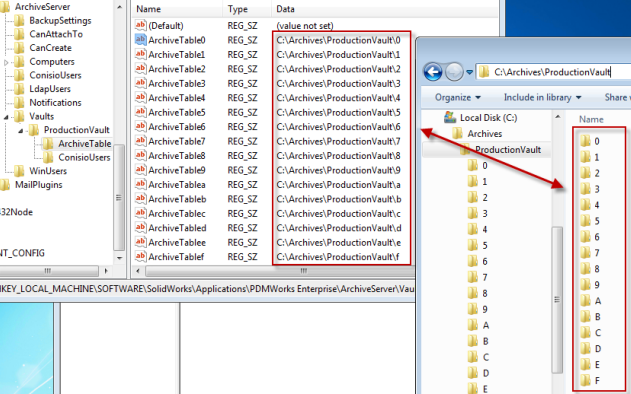 ArchiveServer
BackupSettings
CanAttachTo
CanCreate
Computers
ConisioUsers
LdapUsers
Notifications
Vaults
ProductionVault
ArchiveTable
ConisioUsers
WinUsers
MailPlugins
432Node
NT_CONFIG
Name Type Data
(Default) REG_SZ (value not set)
ArchiveTable0 REG_SZ C:\Archives\ProductionVault\0
ArchiveTable1 REG_SZ C:\Archives\ProductionVault\1
ArchiveTable2 REG_SZ C:\Archives\ProductionVault\2
ArchiveTable3 REG_SZ C:\Archives\ProductionVault\3
ArchiveTable4 REG_SZ C:\Archives\ProductionVault\4
ArchiveTable5 REG_SZ C:\Archives\ProductionVault\5
ArchiveTable6 REG_SZ C:\Archives\ProductionVault\6
ArchiveTable7 REG_SZ C:\Archives\ProductionVault\7
ArchiveTable8 REG_SZ C:\Archives\ProductionVault\8
ArchiveTable9 REG_SZ C:\Archives\ProductionVault\9
ArchiveTablea REG_SZ C:\Archives\ProductionVault\a
ArchiveTableb REG_SZ C:\Archives\ProductionVault\b
ArchiveTablec REG_SZ C:\Archives\ProductionVault\c
ArchiveTabled REG_SZ C:\Archives\ProductionVault\d
ArchiveTablee REG_SZ C:\Archives\ProductionVault\e
ArchiveTablef REG_SZ C:\Archives\ProductionVault\f
HKEY_LOCAL_MACHINE\SOFTWARE\SolidWorks\Applications\PDMWorks Enterprise\ArchiveServer\Vau
C:\Archives\ProductionVault
Organize Include in library Share
Local Disk (C:)
Archives
ProductionVault
0
1
2
3
4
5
6
7
8
9
A
B
C
D
E
Name
0
1
2
3
4
5
6
7
8
9
A
B
C
D
E
F